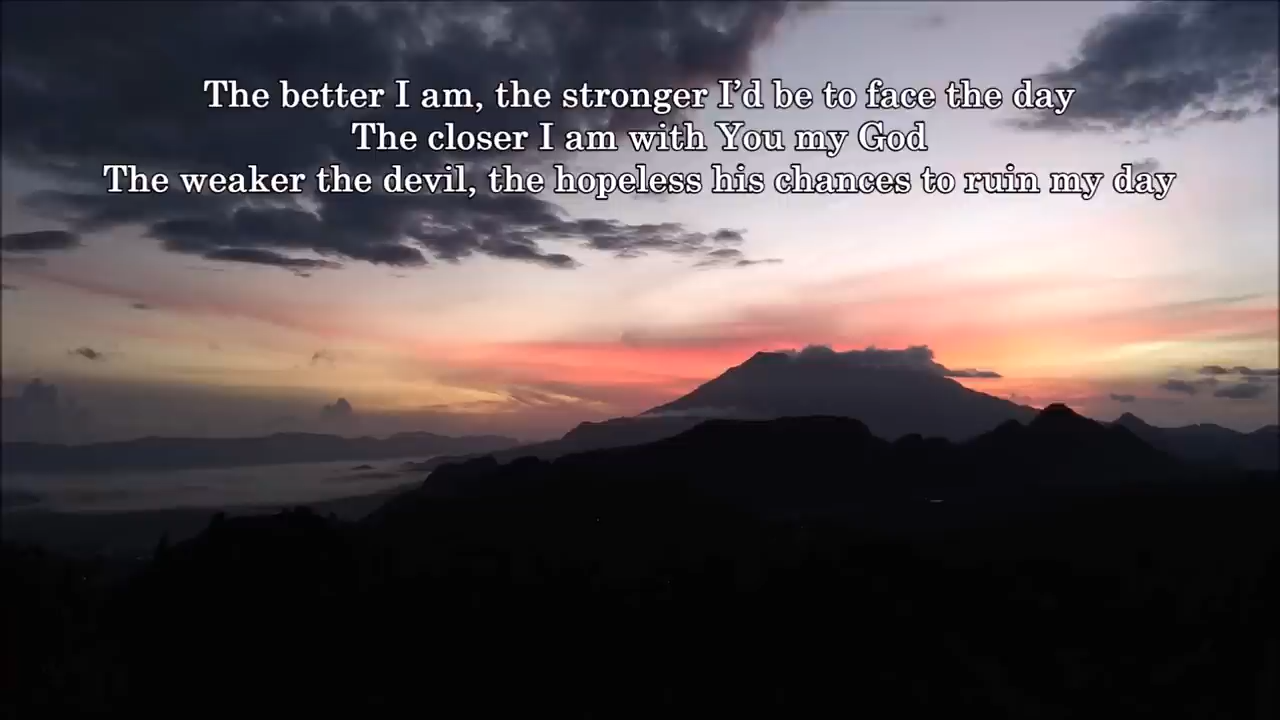 The better I am, the stronger I’d be to face the day
The closer I am with You my God
The weaker the devil, the hopeless his chances to ruin my day